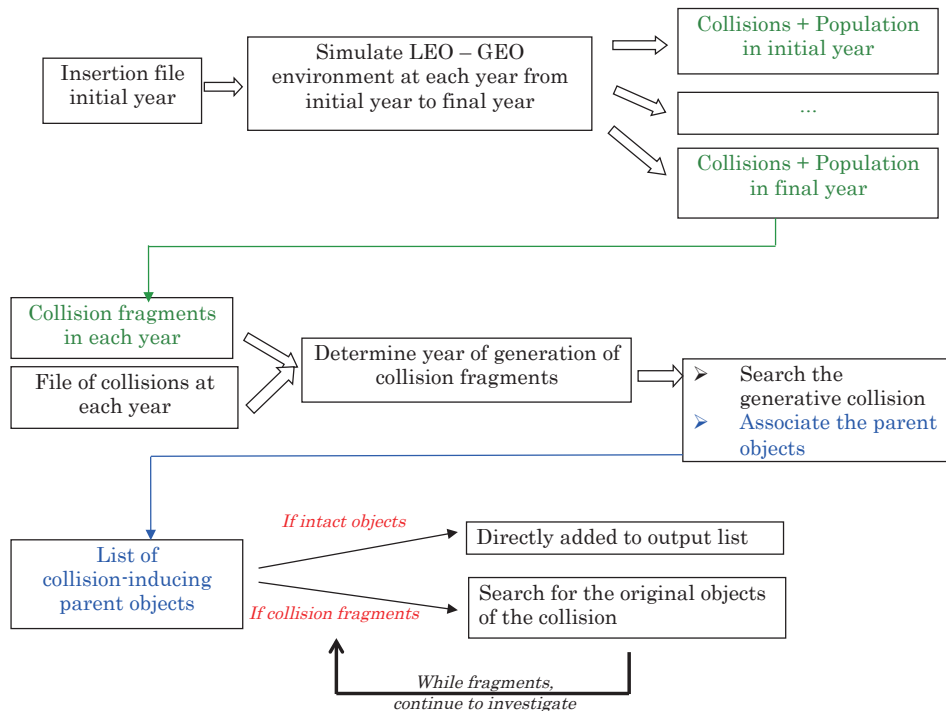 Insertion file
initial year
Simulate LEO – GEO
environment at each year from
initial year to final year
Collisions + Population
in initial year
...
Collisions + Population
in final year
Collision fragments
in each year
File of collisions at
each year
Determine year of generation of
collision fragments
➢ Search the
generative collision
➢ Associate the parent
objects
List of
collision-inducing
parent objects
If intact objects
Directly added to output list
If collision fragments
Search for the original objects
of the collision
While fragments,
continue to investigate